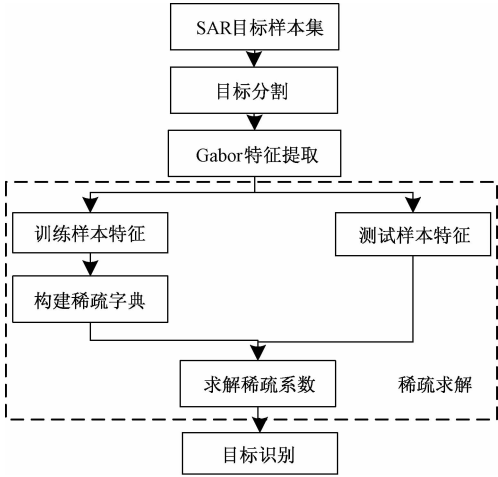 SAR目标样本集
目标分割
Gabor特征提取
训练样本特征
测试样本特征
构建稀疏字典
求解稀疏系数
稀疏求解
目标识别